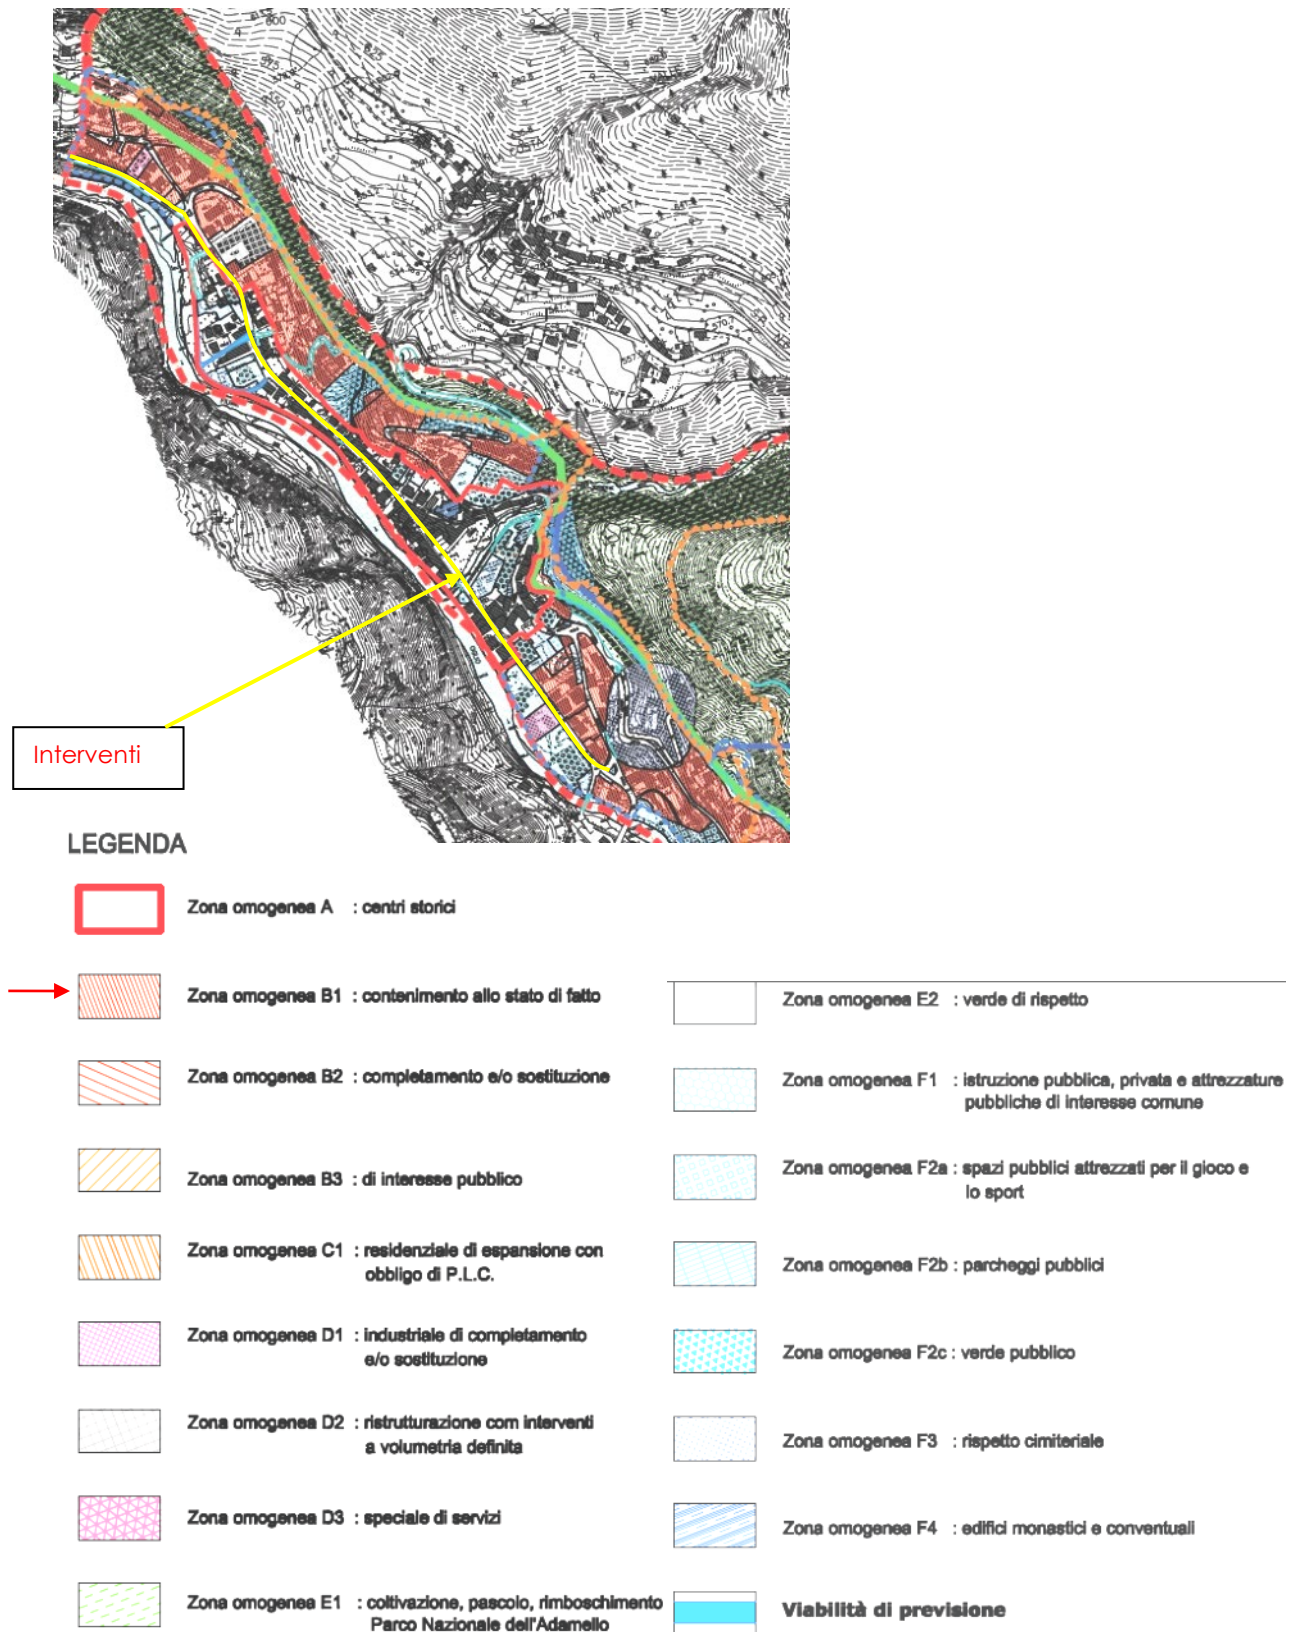 ANDRISTA
Interventi
LEGENDA
Zona omogenea A : centri storici
Zona omogenea B1 : contenimento allo stato di fatto
Zona omogenea B2 : completamento e/o sostituzione
Zona omogenea B3 : di interesse pubblico
Zona omogenea C1 : residenziale di espansione con
obbligo di P.L.C.
Zona omogenea D1 : industriale di completamento
e/o sostituzione
Zona omogenea D2 : ristrutturazione com interventi
a volumetria definita
Zona omogenea D3 : speciale di servizi
Zona omogenea E1 : coltivazione, pascolo, rimboschimento
Parco Nazionale dell'Adamello
Zona omogenea E2 : verde di rispetto
Zona omogenea F1 : istruzione pubblica, privata e attrezzature
pubbliche di interesse comune
Zona omogenea F2a : spazi pubblici attrezzati per il gioco e
lo sport
Zona omogenea F2b : parcheggi pubblici
Zona omogenea F2c : verde pubblico
Zona omogenea F3 : rispetto cimiteriale
Zona omogenea F4 : edifici monastici e conventuali
Viabilità di previsione